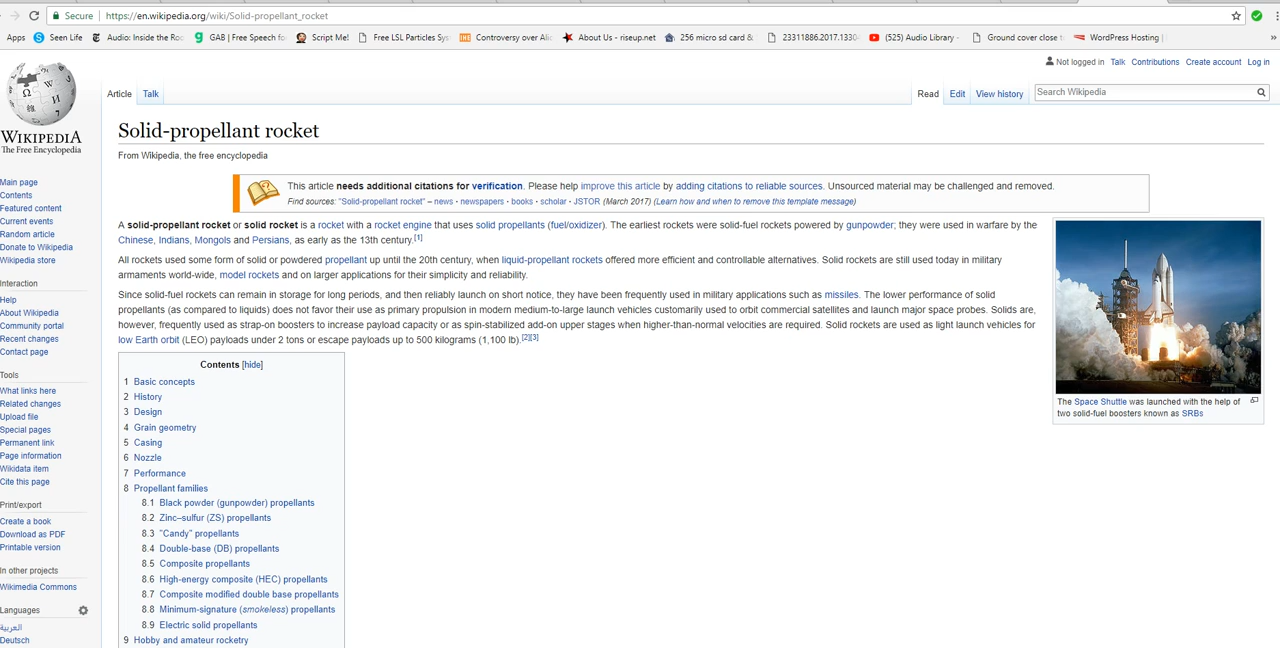 Secure | https://en.wikipedia.org/wiki/Solid-propellant_rocket
Apps Seen Life Audio: Inside the Roc GAB | Free Speech fo Script Me! Free LSL Particles Sys Controversy over Alic About Us - riseup.net 256 micro sd card & 23311886.2017.1330 (525) Audio Library - Ground cover close t WordPress Hosting | »
Not logged in Talk Contributions Create account Log in
Article Talk Read Edit View history Search Wikipedia
WIKIPEDIA
The Free Encyclopedia
Main page
Contents
Featured content
Current events
Random article
Donate to Wikipedia
Wikipedia store
Interaction
Help
About Wikipedia
Community portal
Recent changes
Contact page
Tools
What links here
Related changes
Upload file
Special pages
Permanent link
Page information
Wikidata item
Cite this page
Print/export
Create a book
Download as PDF
Printable version
In other projects
Wikimedia Commons
Languages
العربية
Deutsch
Solid-propellant rocket
From Wikipedia, the free encyclopedia
This article needs additional citations for verification. Please help improve this article by adding citations to reliable sources. Unsourced material may be challenged and removed.
Find sources: "Solid-propellant rocket" – news · newspapers · books · scholar · JSTOR (March 2017) (Learn how and when to remove this template message)
A solid-propellant rocket or solid rocket is a rocket with a rocket engine that uses solid propellants (fuel/oxidizer). The earliest rockets were solid-fuel rockets powered by gunpowder; they were used in warfare by the
Chinese, Indians, Mongols and Persians, as early as the 13th century.[1]
All rockets used some form of solid or powdered propellant up until the 20th century, when liquid-propellant rockets offered more efficient and controllable alternatives. Solid rockets are still used today in military
armaments world-wide, model rockets and on larger applications for their simplicity and reliability.
Since solid-fuel rockets can remain in storage for long periods, and then reliably launch on short notice, they have been frequently used in military applications such as missiles. The lower performance of solid
propellants (as compared to liquids) does not favor their use as primary propulsion in modern medium-to-large launch vehicles customarily used to orbit commercial satellites and launch major space probes. Solids are,
however, frequently used as strap-on boosters to increase payload capacity or as spin-stabilized add-on upper stages when higher-than-normal velocities are required. Solid rockets are used as light launch vehicles for
low Earth orbit (LEO) payloads under 2 tons or escape payloads up to 500 kilograms (1,100 lb).[2][3]
Contents [hide]
1 Basic concepts
2 History
3 Design
4 Grain geometry
5 Casing
6 Nozzle
7 Performance
8 Propellant families
8.1 Black powder (gunpowder) propellants
8.2 Zinc–sulfur (ZS) propellants
8.3 "Candy" propellants
8.4 Double-base (DB) propellants
8.5 Composite propellants
8.6 High-energy composite (HEC) propellants
8.7 Composite modified double base propellants
8.8 Minimum-signature (smokeless) propellants
8.9 Electric solid propellants
9 Hobby and amateur rocketry
The Space Shuttle was launched with the help of
two solid-fuel boosters known as SRBs